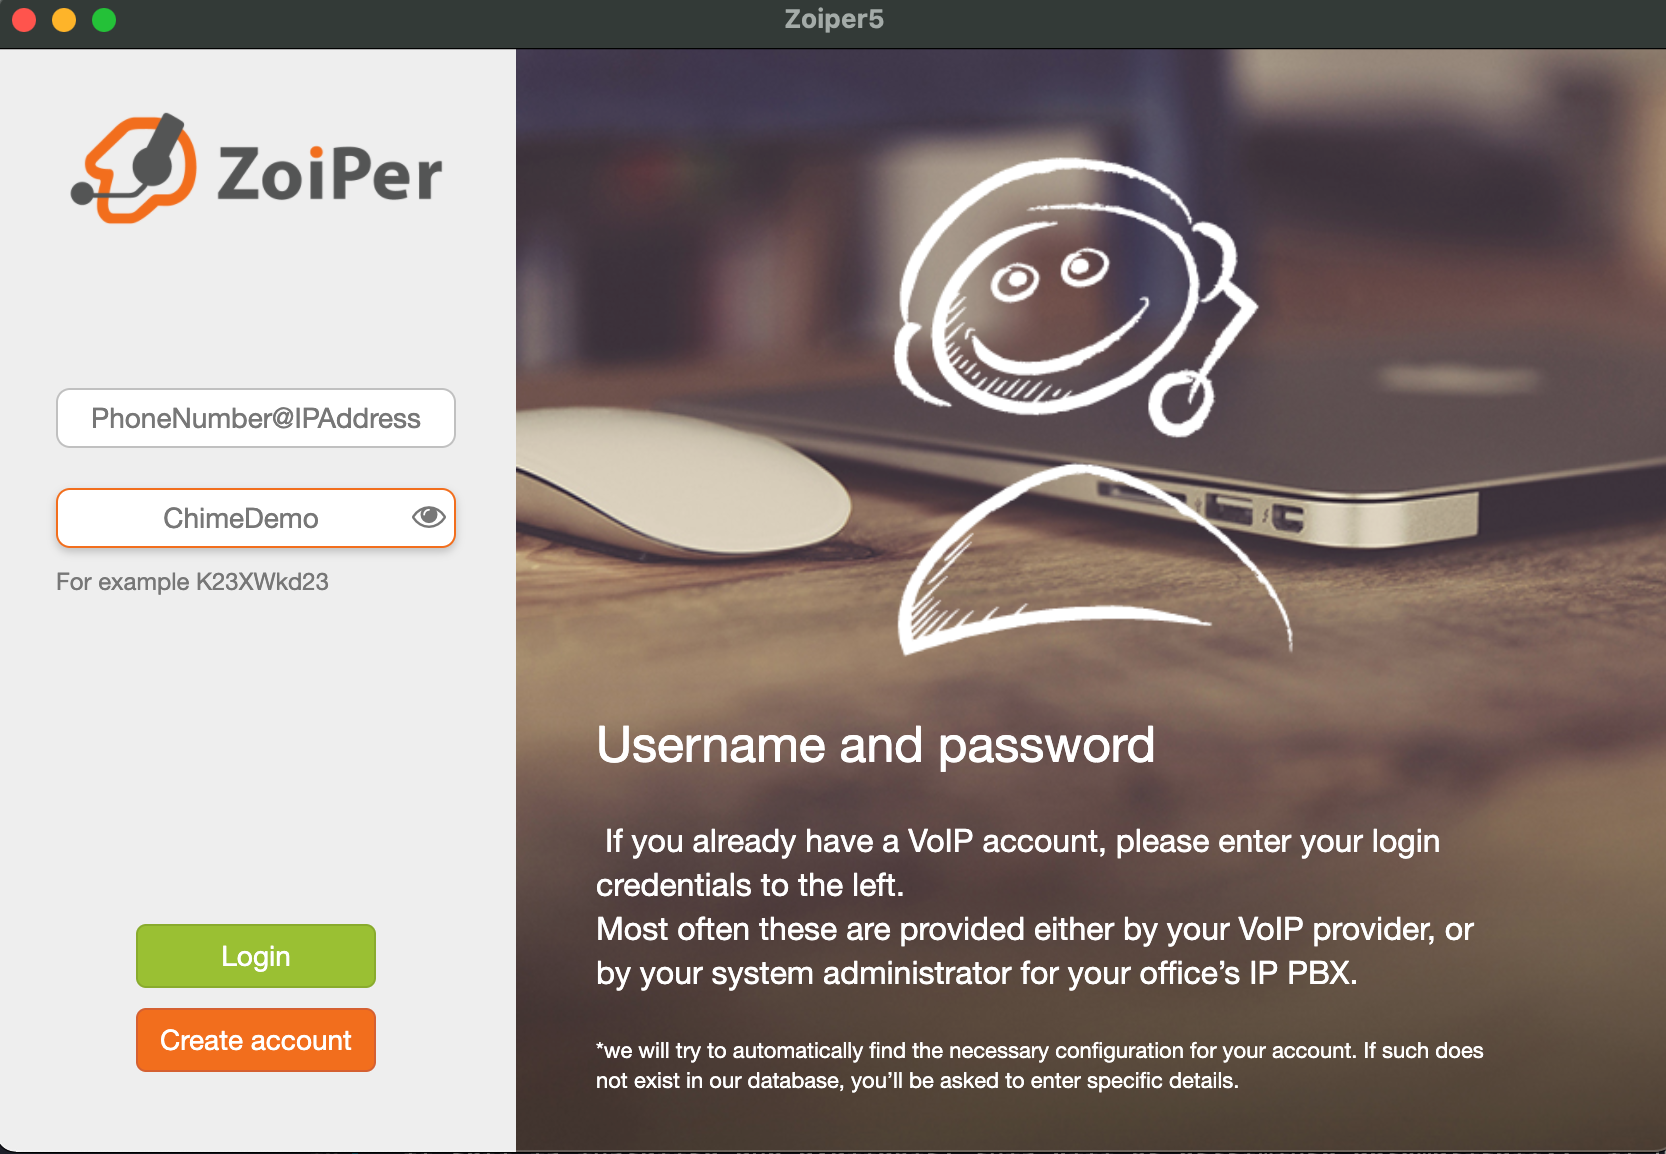 Zoiper5
ZoiPer
PhoneNumber@IPAddress
ChimeDemo
For example K23XWkd23
Login
Create account
Username and password
If you already have a VoIP account, please enter your login
credentials to the left.
Most often these are provided either by your VoIP provider, or
by your system administrator for your office’s IP PBX.
*we will try to automatically find the necessary configuration for your account. If such does
not exist in our database, you’ll be asked to enter specific details.